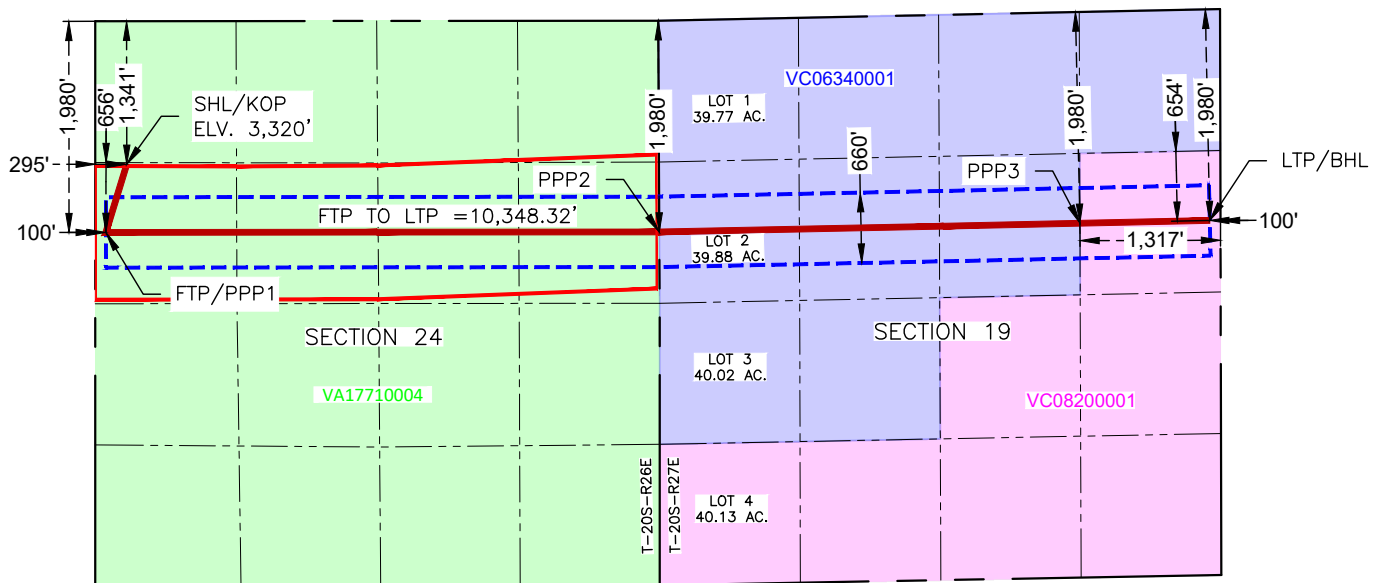 1,980'
656'
1,341'
SHL/KOP
ELV. 3,320'
295'
100'
FTP/PPP1
FTP TO LTP =10,348.32'
PPP2
1,980'
SECTION 24
VA17710004
T-20S-R26E
T-20S-R27E
VC06340001
LOT 1
39.77 AC.
660'
LOT 2
39.88 AC.
LOT 3
40.02 AC.
LOT 4
40.13 AC.
SECTION 19
PPP3
1,980'
654'
1,980'
LTP/BHL
100'
1,317'
VC08200001